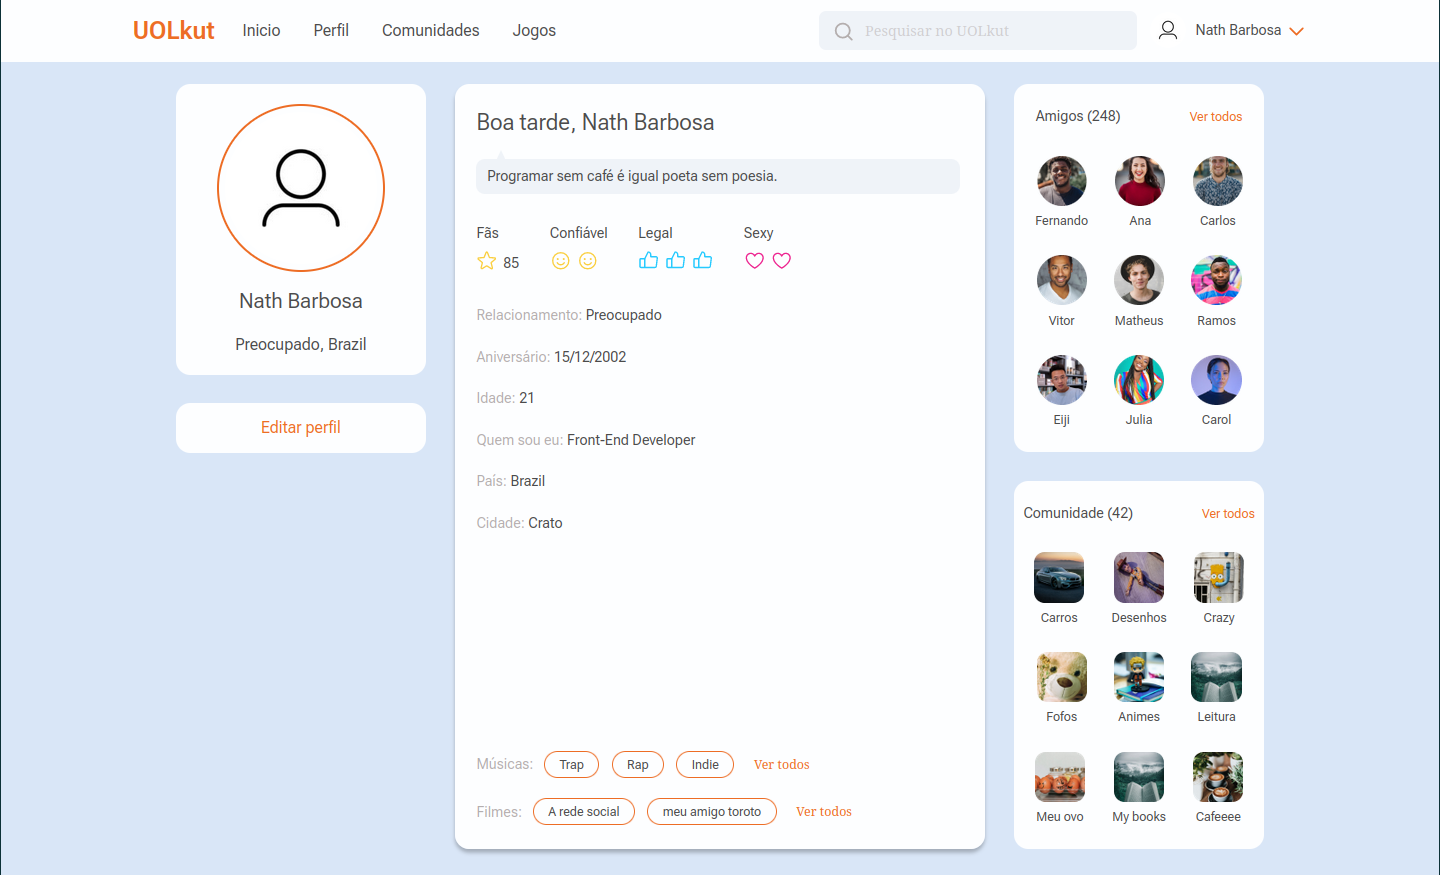 UOLkut Inicio Perfil Comunidades Jogos Pesquisar no UOLkut Nath Barbosa
Nath Barbosa
Preocupado, Brazil
Editar perfil
Boa tarde, Nath Barbosa
Programar sem café é igual poeta sem poesia.
Fãs Confiável Legal Sexy
85
Relacionamento: Preocupado
Aniversário: 15/12/2002
Idade: 21
Quem sou eu: Front-End Developer
País: Brazil
Cidade: Crato
Músicas: Trap Rap Indie Ver todos
Filmes: A rede social meu amigo toroto Ver todos
Amigos (248) Ver todos
Fernando Ana Carlos
Vitor Matheus Ramos
Eiji Julia Carol
Comunidade (42) Ver todos
Carros Desenhos Crazy
Fofos Animes Leitura
Meu ovo My books Cafeeee